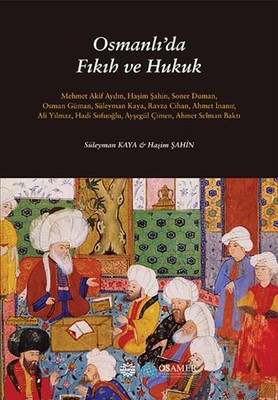 Osmanlı'da
Fıkıh ve Hukuk
Mehmet Akif Aydın, Haşim Şahin, Soner Duman,
Osman Güman, Süleyman Kaya, Ravza Cihan, Ahmet İnanır,
Ali Yılmaz, Hadi Sofuoğlu, Ayşegül Çimen, Ahmet Selman Baktı
Süleyman KAYA & Haşim ŞAHİN
OSAMER